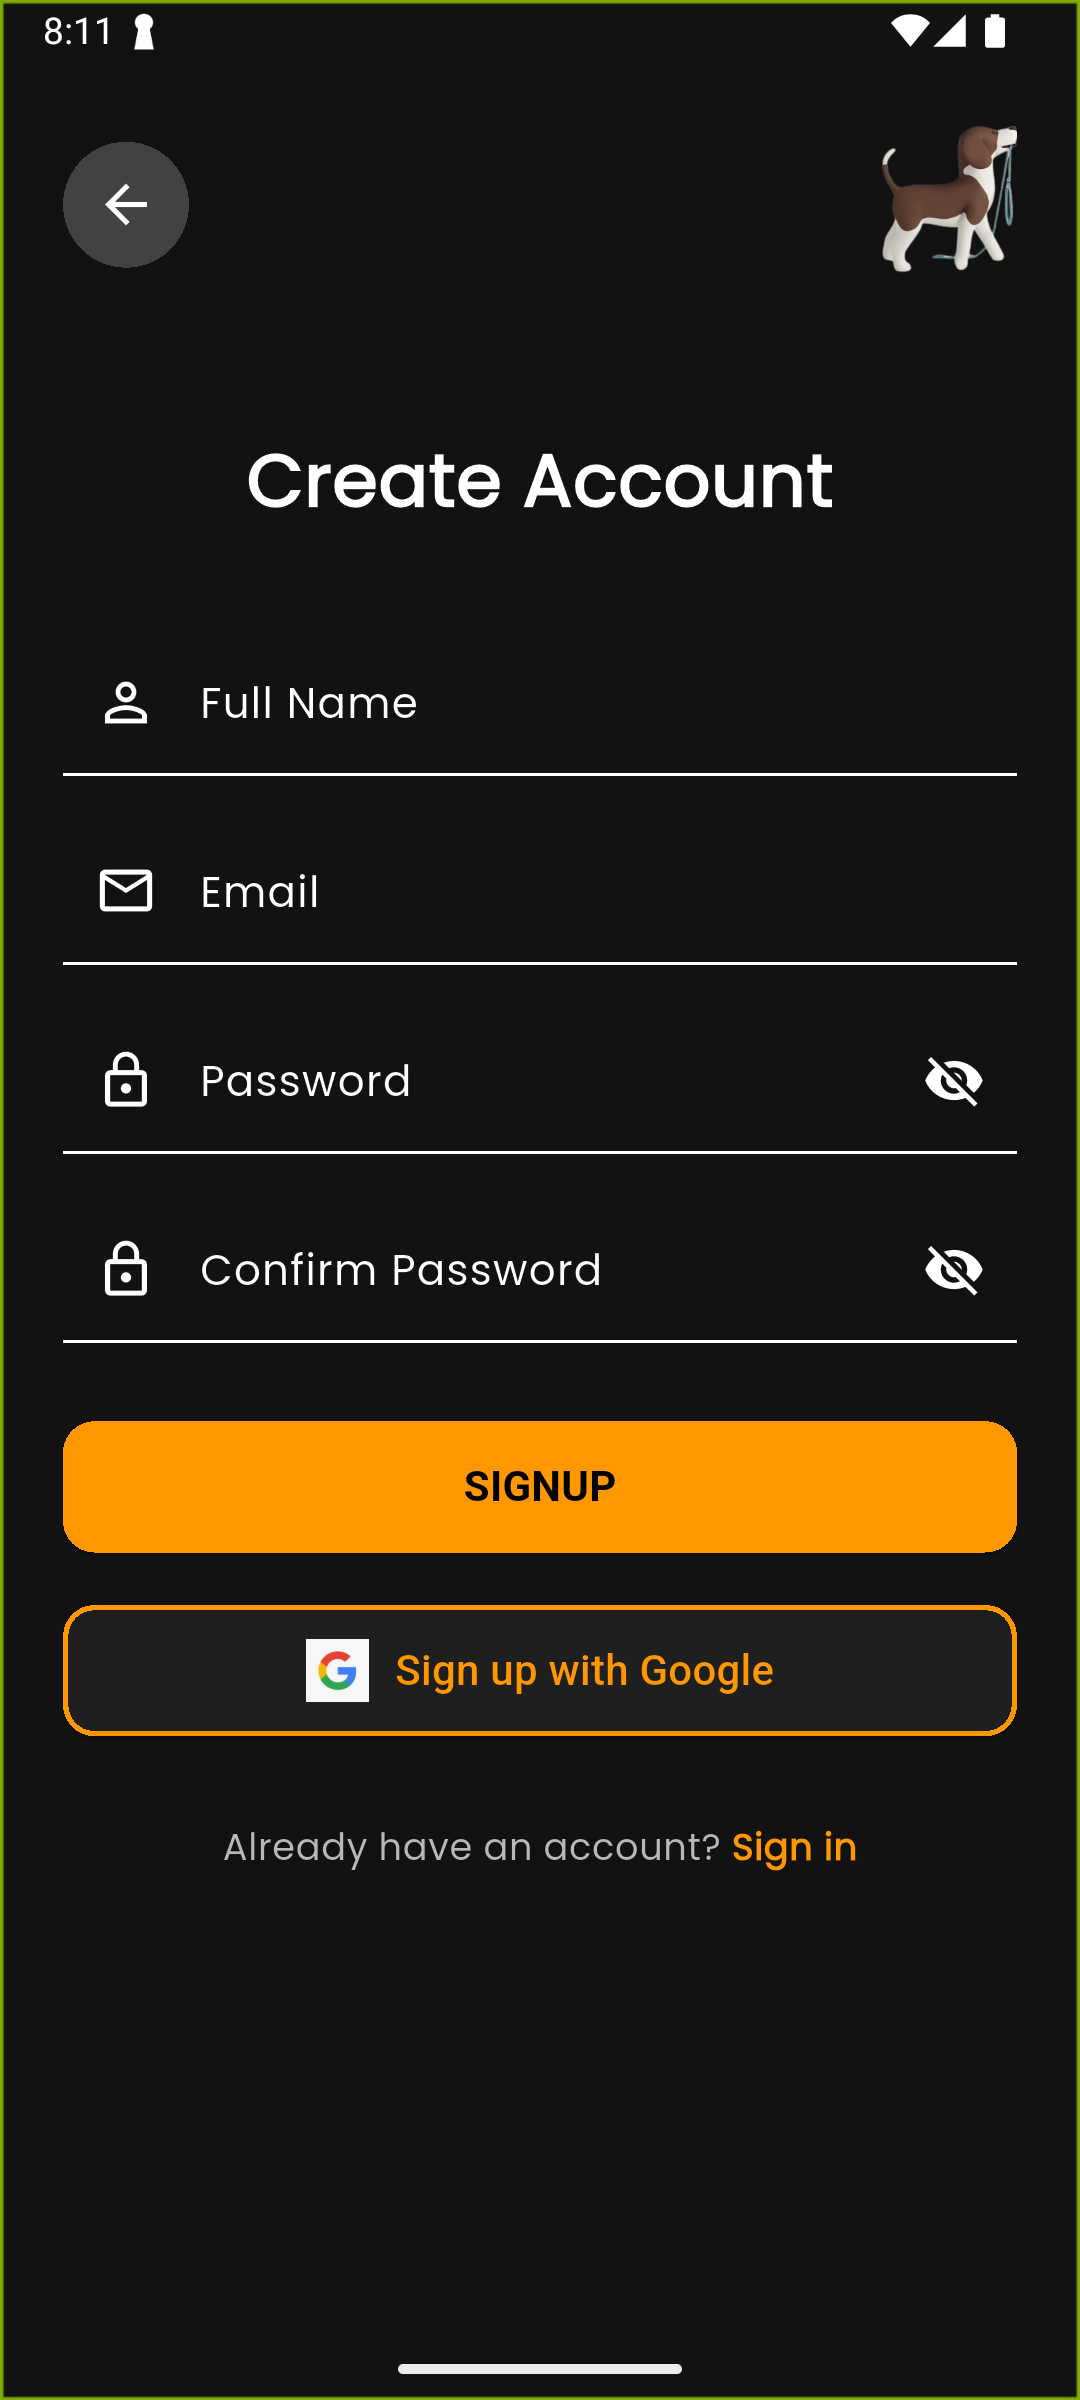 8:11
Create Account
Full Name
Email
Password
Confirm Password
SIGNUP
Sign up with Google
Already have an account? Sign in